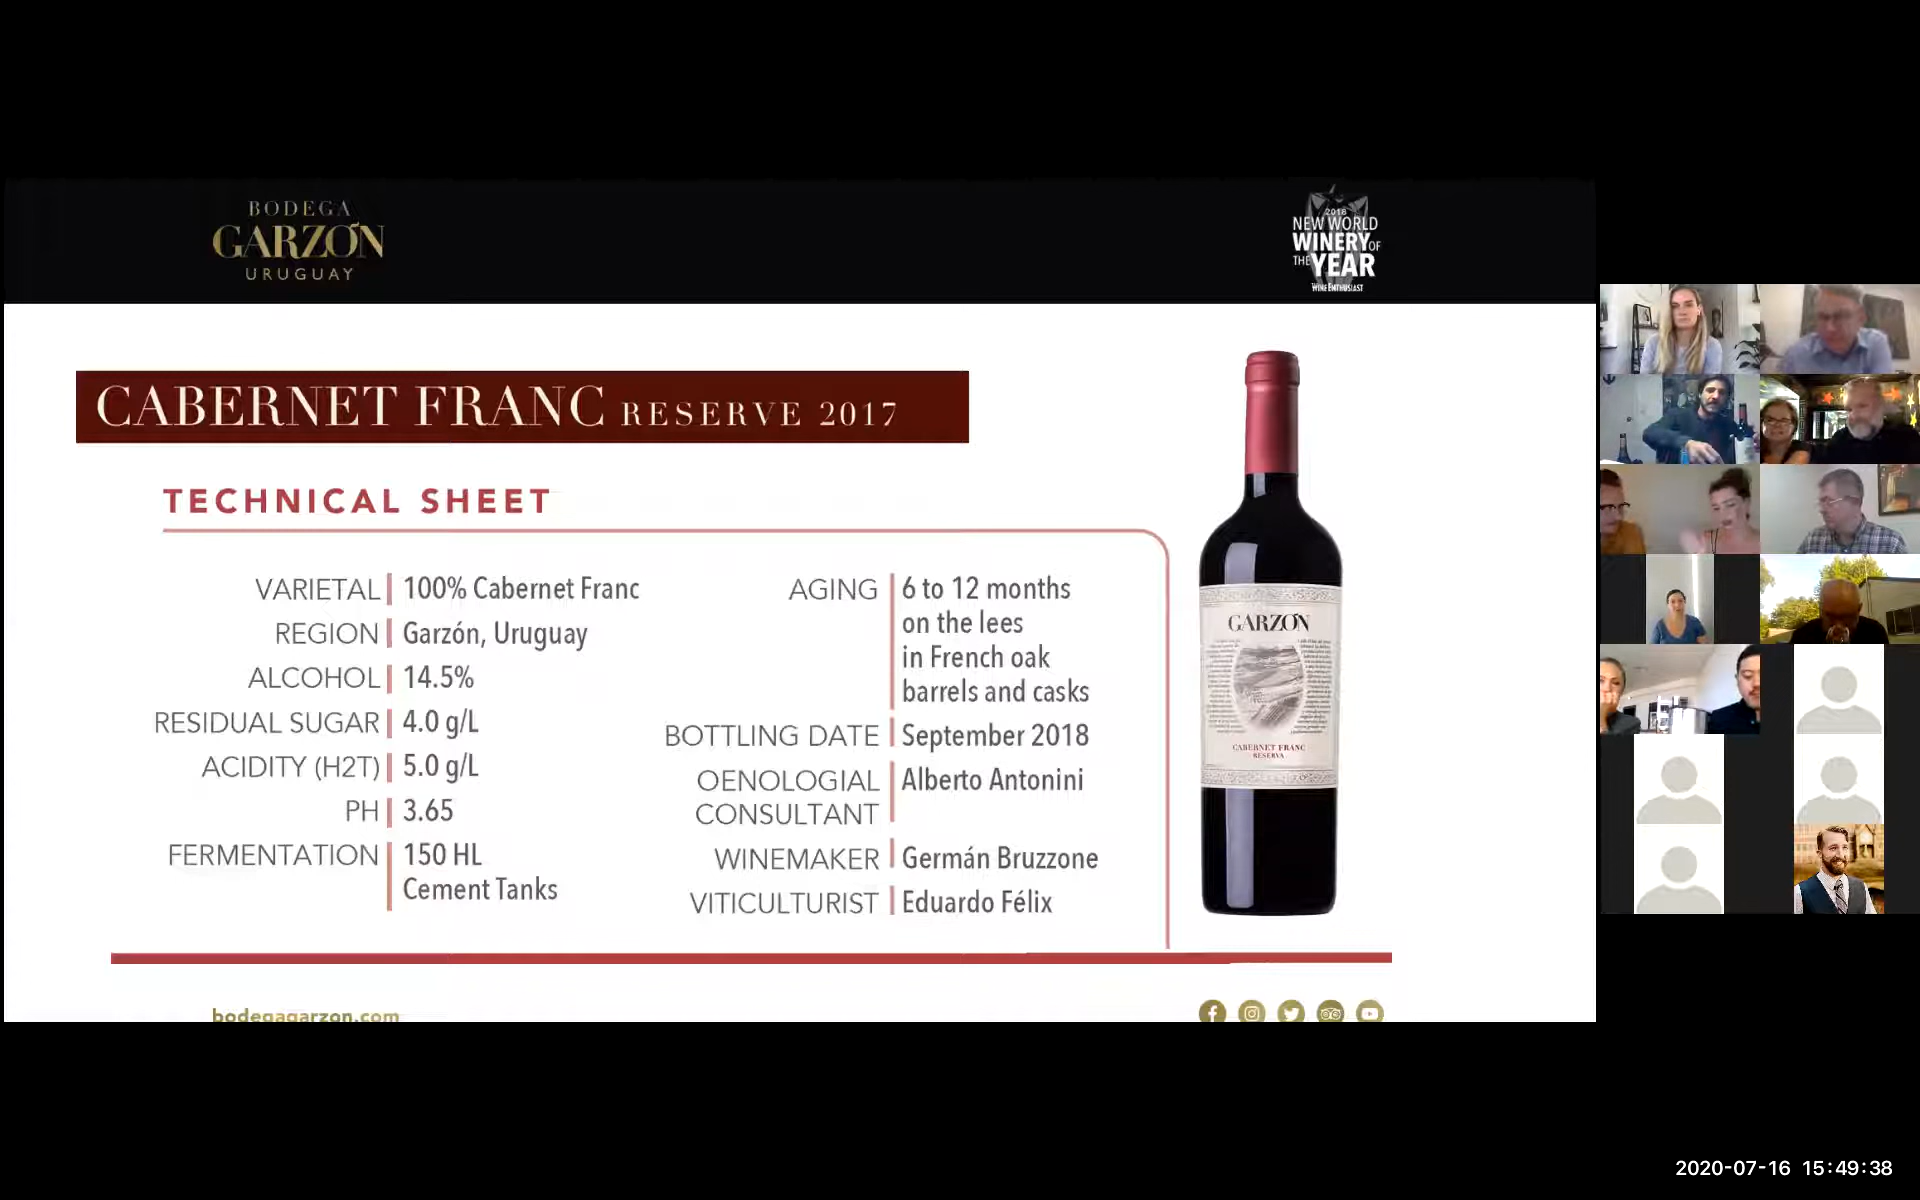 BODEGA
GARZÓN
URUGUAY
2018
NEW WORLD
WINERY OF
THE YEAR
WINE ENTHUSIAST
CABERNET FRANC RESERVE 2017
TECHNICAL SHEET
VARIETAL 100% Cabernet Franc
REGION Garzón, Uruguay
ALCOHOL 14.5%
RESIDUAL SUGAR 4.0 g/L
ACIDITY (H2T) 5.0 g/L
PH 3.65
FERMENTATION 150 HL
Cement Tanks
AGING 6 to 12 months
on the lees
in French oak
barrels and casks
BOTTLING DATE September 2018
OENOLOGIAL Alberto Antonini
CONSULTANT
WINEMAKER Germán Bruzzone
VITICULTURIST Eduardo Félix
GARZÓN
CABERNET FRANC
RESERVA
bodegagarzon.com
2020-07-16 15:49:38